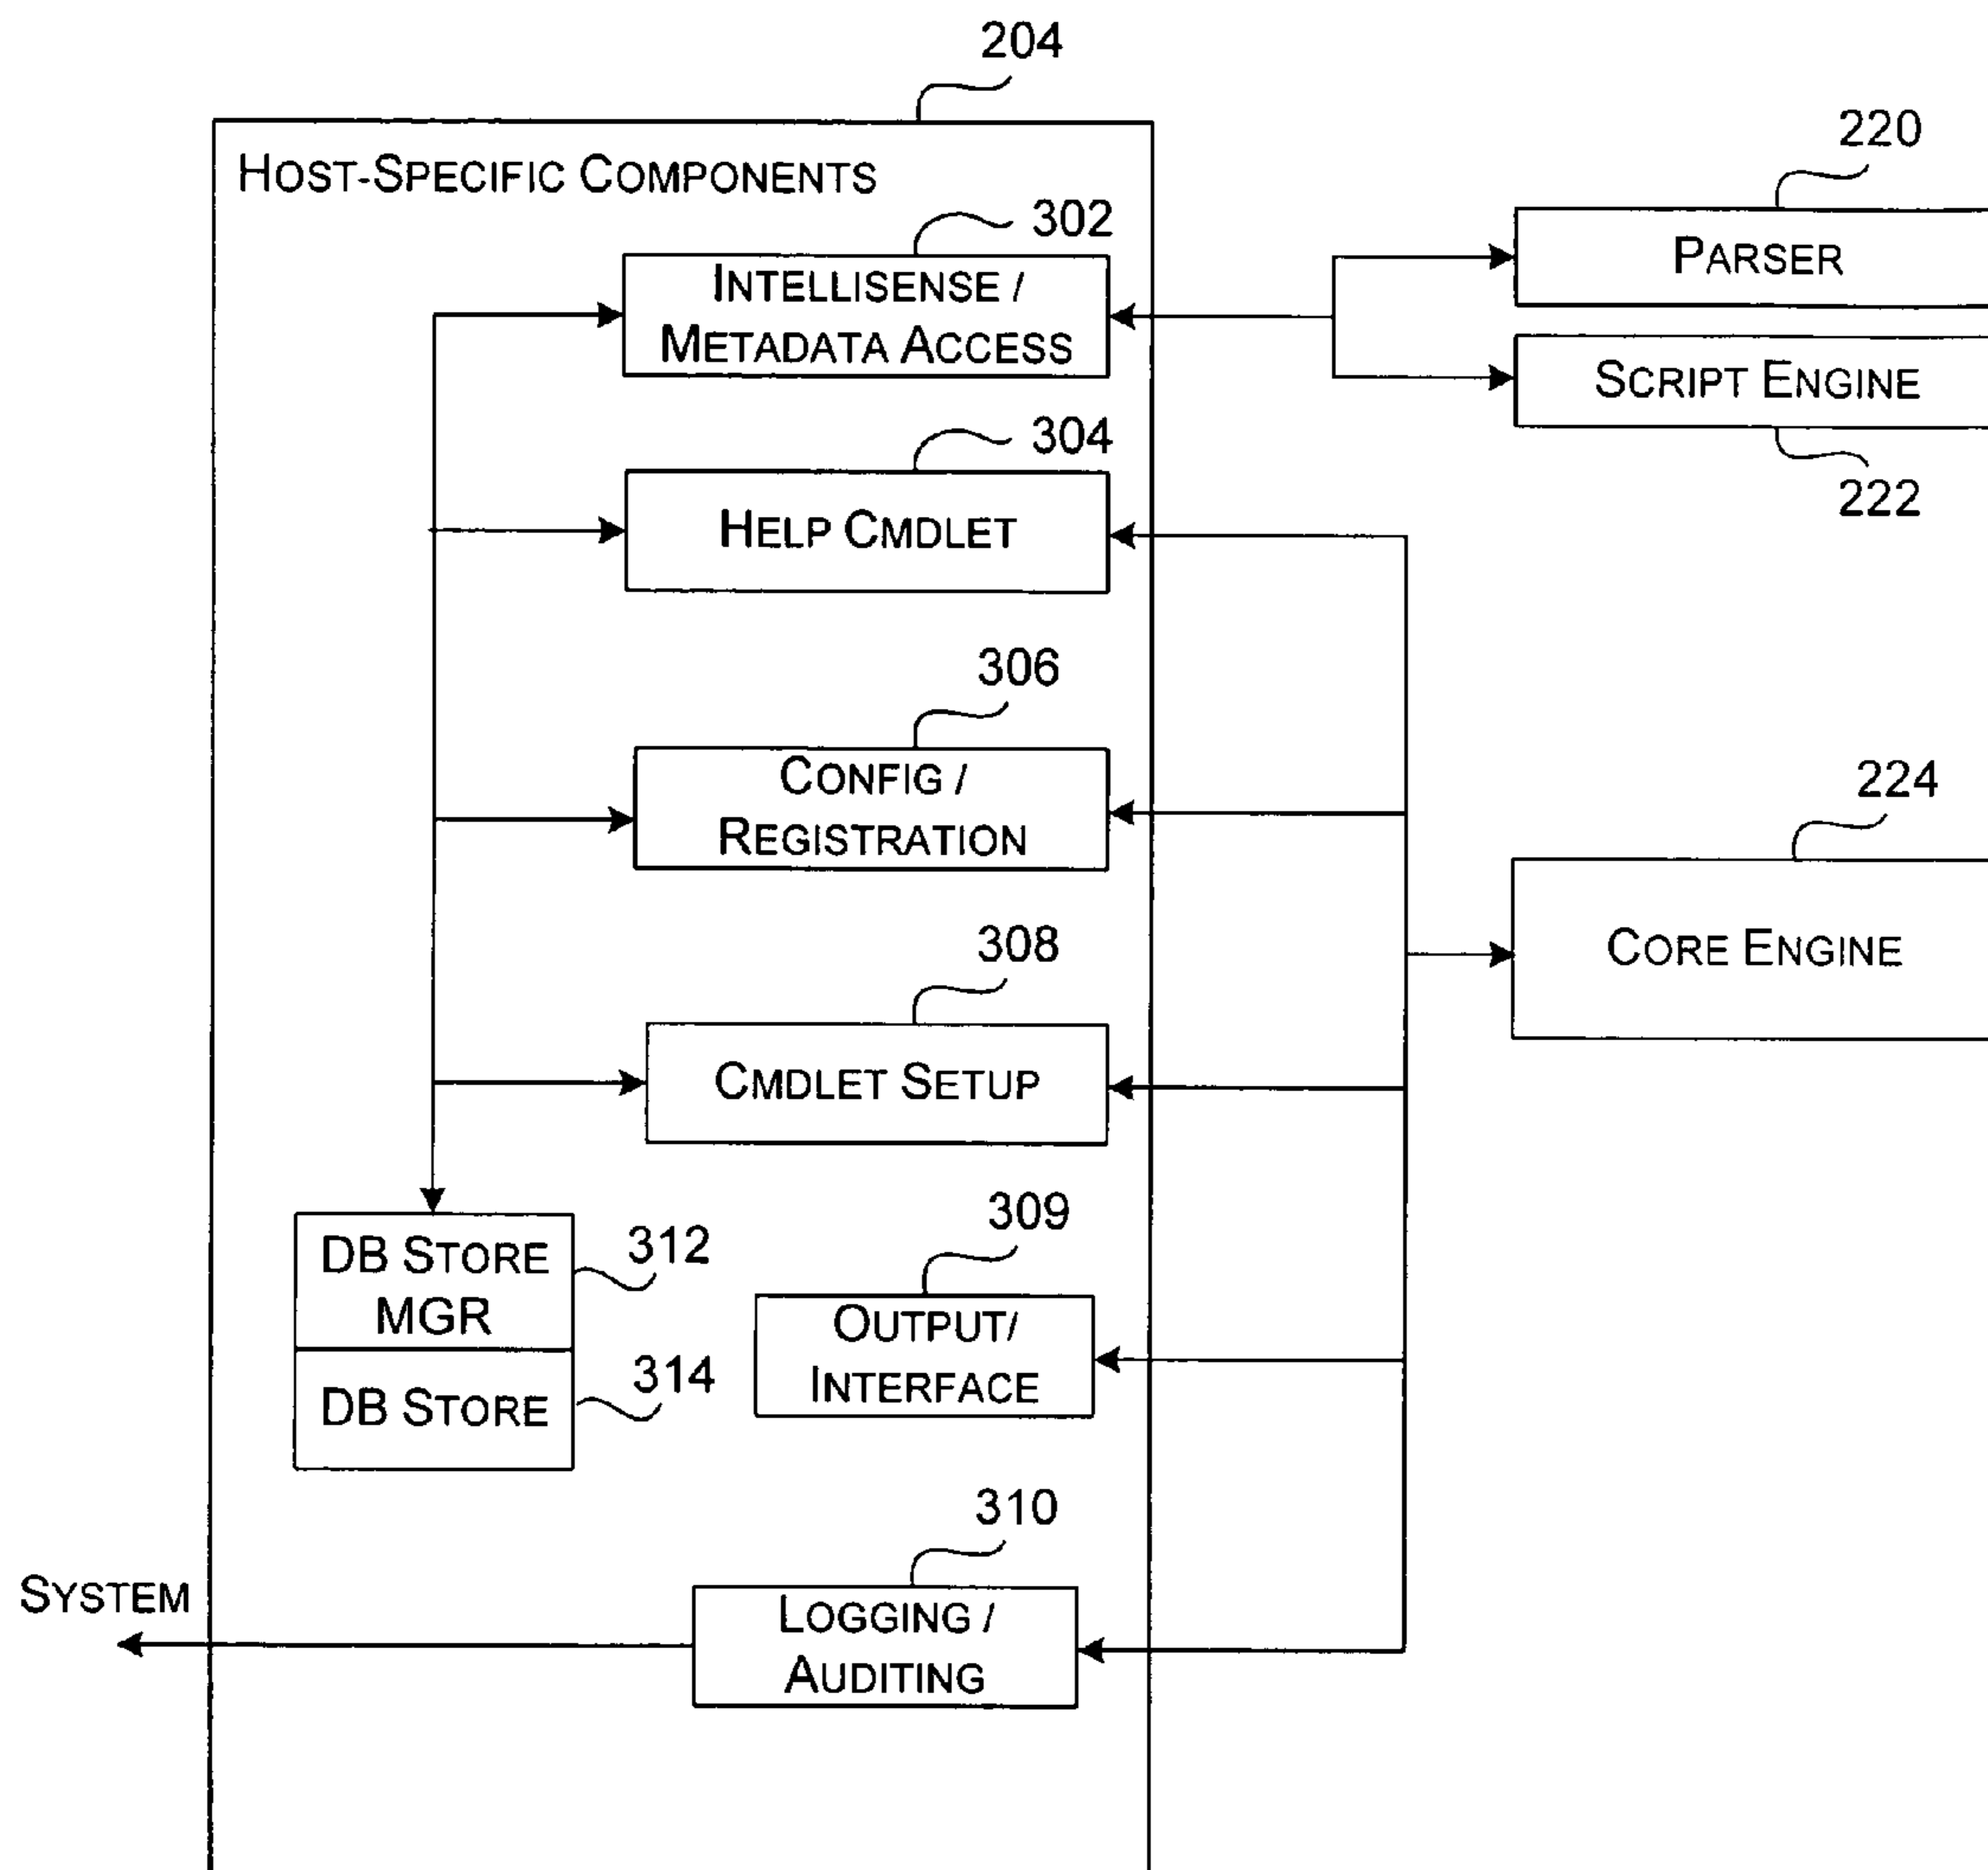 204
HOST-SPECIFIC COMPONENTS
220
302
PARSER
INTELLISENSE /
METADATA ACCESS
SCRIPT ENGINE
304
222
HELP CMDLET
306
CONFIG /
REGISTRATION
224
CORE ENGINE
308
CMDLET SETUP
309
DB STORE
MGR
312
OUTPUT/
INTERFACE
314
DB STORE
310
SYSTEM
LOGGING /
AUDITING